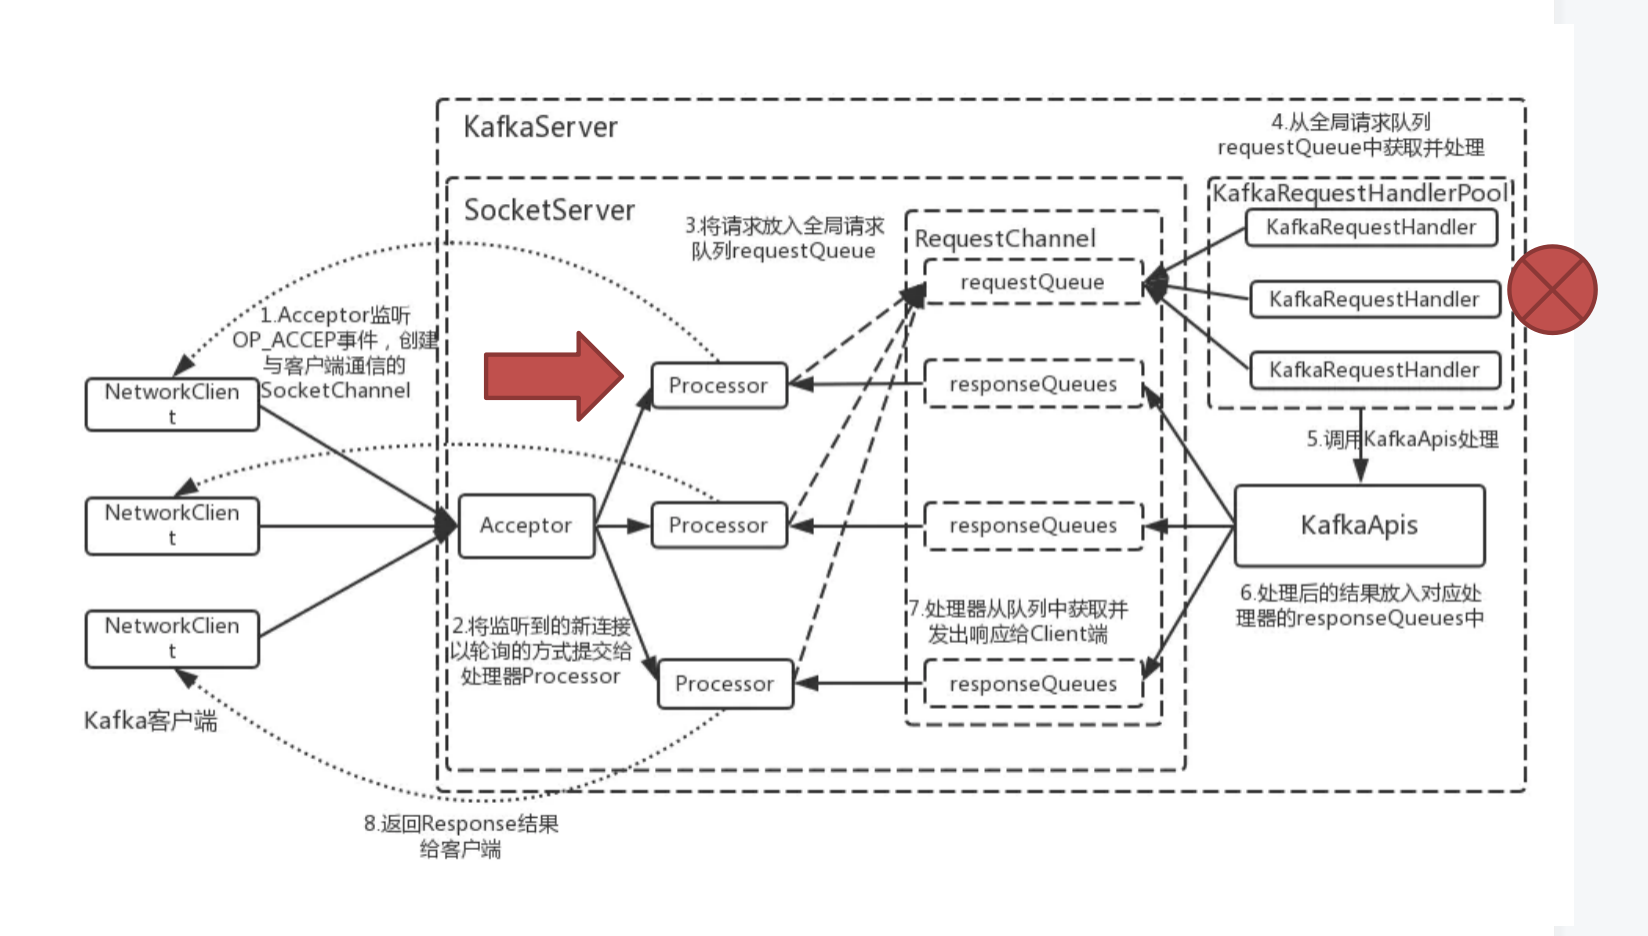 KafkaServer
4.从全局请求队列
requestQueue中获取并处理
SocketServer
3.将请求放入全局请求
队列requestQueue
RequestChannel
KafkaRequestHandlerPool
KafkaRequestHandler
KafkaRequestHandler
KafkaRequestHandler
requestQueue
1.Acceptor监听
OP_ACCEP事件，创建
与客户端通信的
SocketChannel
NetworkClien
t
NetworkClien
t
NetworkClien
t
Kafka客户端
Acceptor
2.将监听到的新连接
以轮询的方式提交给
处理器Processor
Processor
Processor
Processor
responseQueues
responseQueues
7.处理器从队列中获取并
发出响应给Client端
responseQueues
5.调用KafkaApis处理
KafkaApis
6.处理后的结果放入对应处
理器的responseQueues中
8.返回Response结果
给客户端